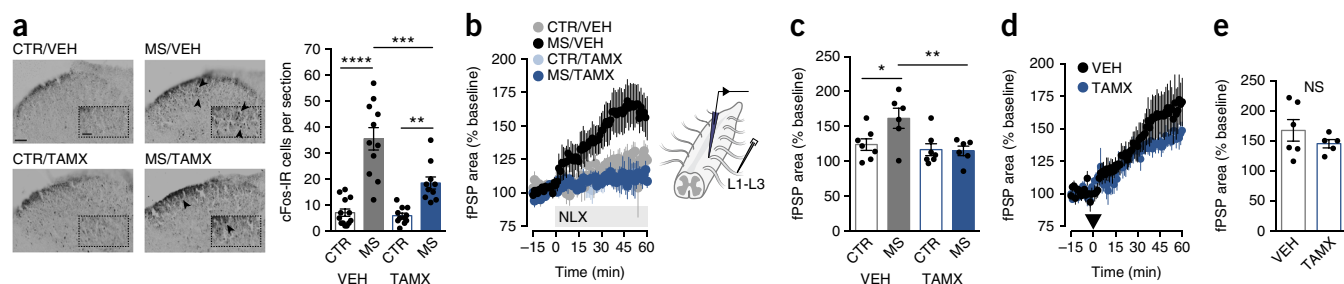 a
CTR/VEH
MS/VEH
CTR/TAMX
MS/TAMX
cFos-IR cells per section
70
60
50
40
30
20
10
0
****
***
**
CTR
MS
CTR
MS
VEH
TAMX
b
CTR/VEH
MS/VEH
CTR/TAMX
MS/TAMX
fPSP area (% baseline)
200
175
150
125
100
75
NLX
–15 0 15 30 45 60
Time (min)
L1–L3
c
fPSP area (% baseline)
250
200
150
100
50
0
*
**
CTR
MS
CTR
MS
VEH
TAMX
d
VEH
TAMX
fPSP area (% baseline)
200
175
150
125
100
75
–15 0 15 30 45 60
Time (min)
e
NS
fPSP area (% baseline)
250
200
150
100
50
0
VEH
TAMX